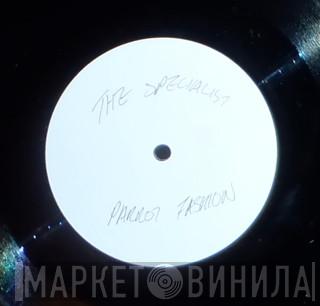 THE SPECIALIST
PARROT FASHION
МАРКЕТ ВИНИЛА